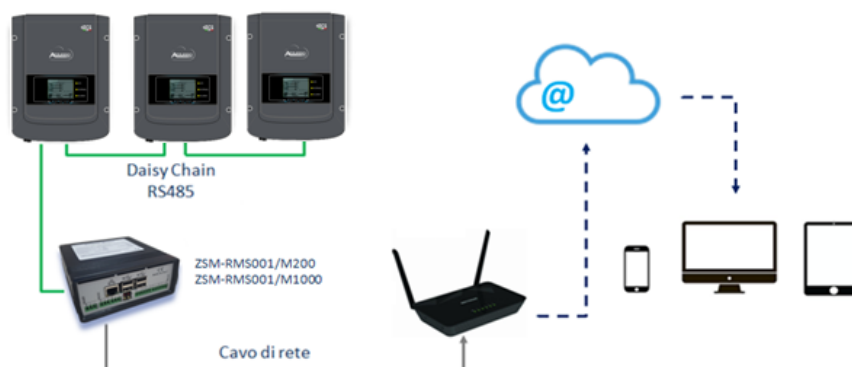 Daisy Chain
RS485
ZSM-RMS001/M200
ZSM-RMS001/M1000
@
Cavo di rete